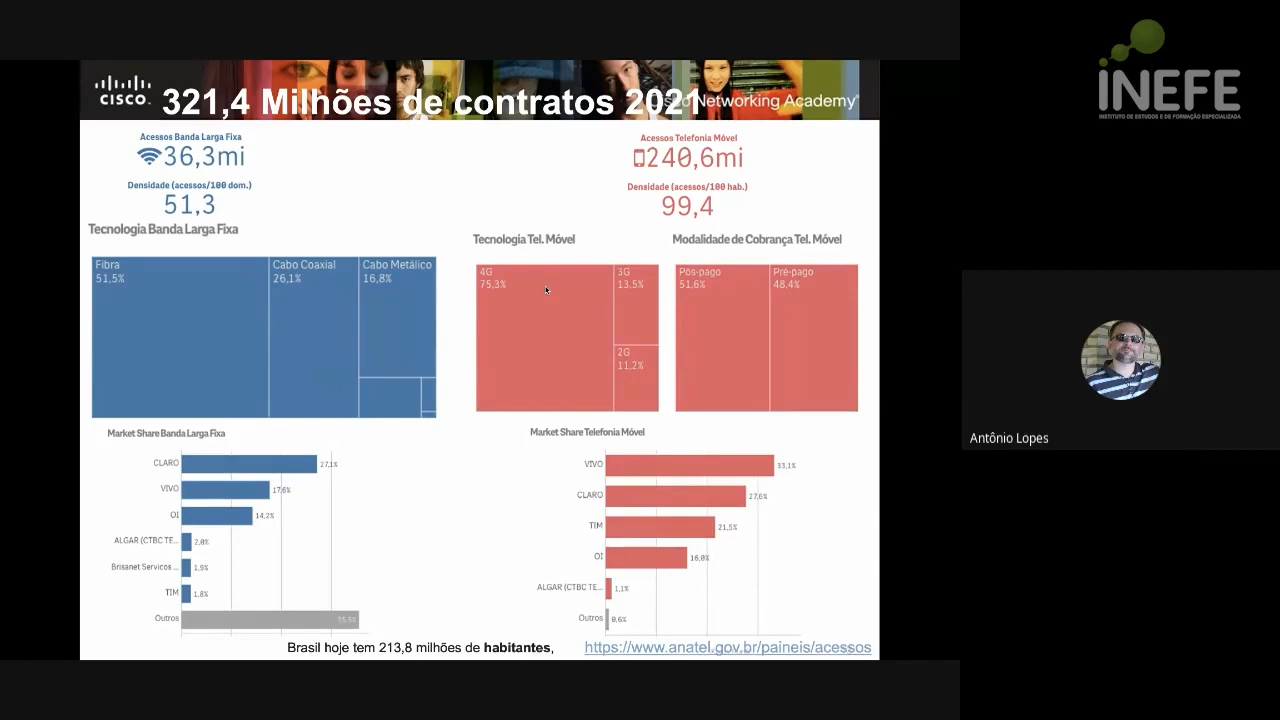 CISCO
321,4 Milhões de contratos 2021
Networking Academy
INEFE
INSTITUTO DE ESTUDOS E DE FORMAÇÃO ESPECIALIZADA
Acessos Banda Larga Fixa
36,3mi
Densidade (acessos/100 dom.)
51,3
Acessos Telefonia Móvel
240,6mi
Densidade (acessos/100 hab.)
99,4
Tecnologia Banda Larga Fixa
Fibra
51,5%
Cabo Coaxial
26,1%
Cabo Metálico
16,8%
Tecnologia Tel. Móvel
4G
75,3%
3G
13,5%
2G
11,2%
Modalidade de Cobrança Tel. Móvel
Pós-pago
51,6%
Pré-pago
48,4%
Market Share Banda Larga Fixa
CLARO 27,1%
VIVO 17,6%
OI 14,2%
ALGAR (CTBC TE... 2,0%
Brisanet Servicos ... 1,9%
TIM 1,8%
Outros 35,5%
Market Share Telefonia Móvel
VIVO 33,1%
CLARO 27,6%
TIM 21,5%
OI 16,0%
ALGAR (CTBC TE... 1,1%
Outros 0,6%
Brasil hoje tem 213,8 milhões de habitantes,
https://www.anatel.gov.br/paineis/acessos
Antônio Lopes